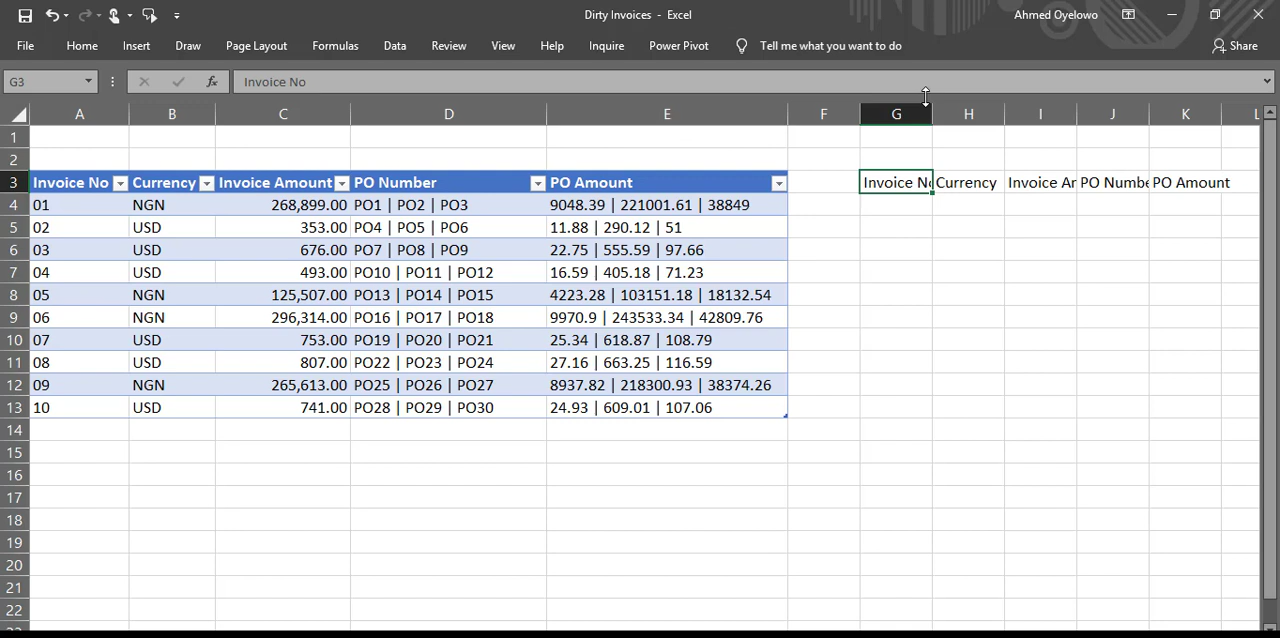 Dirty Invoices - Excel
Ahmed Oyelowo
File Home Insert Draw Page Layout Formulas Data Review View Help Inquire Power Pivot Tell me what you want to do Share
G3 fx Invoice No
A B C D E F G H I J K L
1
2
3 Invoice No Currency Invoice Amount PO Number PO Amount Invoice No Currency Invoice Ar PO Numbe PO Amount
4 01 NGN 268,899.00 PO1 | PO2 | PO3 9048.39 | 221001.61 | 38849
5 02 USD 353.00 PO4 | PO5 | PO6 11.88 | 290.12 | 51
6 03 USD 676.00 PO7 | PO8 | PO9 22.75 | 555.59 | 97.66
7 04 USD 493.00 PO10 | PO11 | PO12 16.59 | 405.18 | 71.23
8 05 NGN 125,507.00 PO13 | PO14 | PO15 4223.28 | 103151.18 | 18132.54
9 06 NGN 296,314.00 PO16 | PO17 | PO18 9970.9 | 243533.34 | 42809.76
10 07 USD 753.00 PO19 | PO20 | PO21 25.34 | 618.87 | 108.79
11 08 USD 807.00 PO22 | PO23 | PO24 27.16 | 663.25 | 116.59
12 09 NGN 265,613.00 PO25 | PO26 | PO27 8937.82 | 218300.93 | 38374.26
13 10 USD 741.00 PO28 | PO29 | PO30 24.93 | 609.01 | 107.06
14
15
16
17
18
19
20
21
22